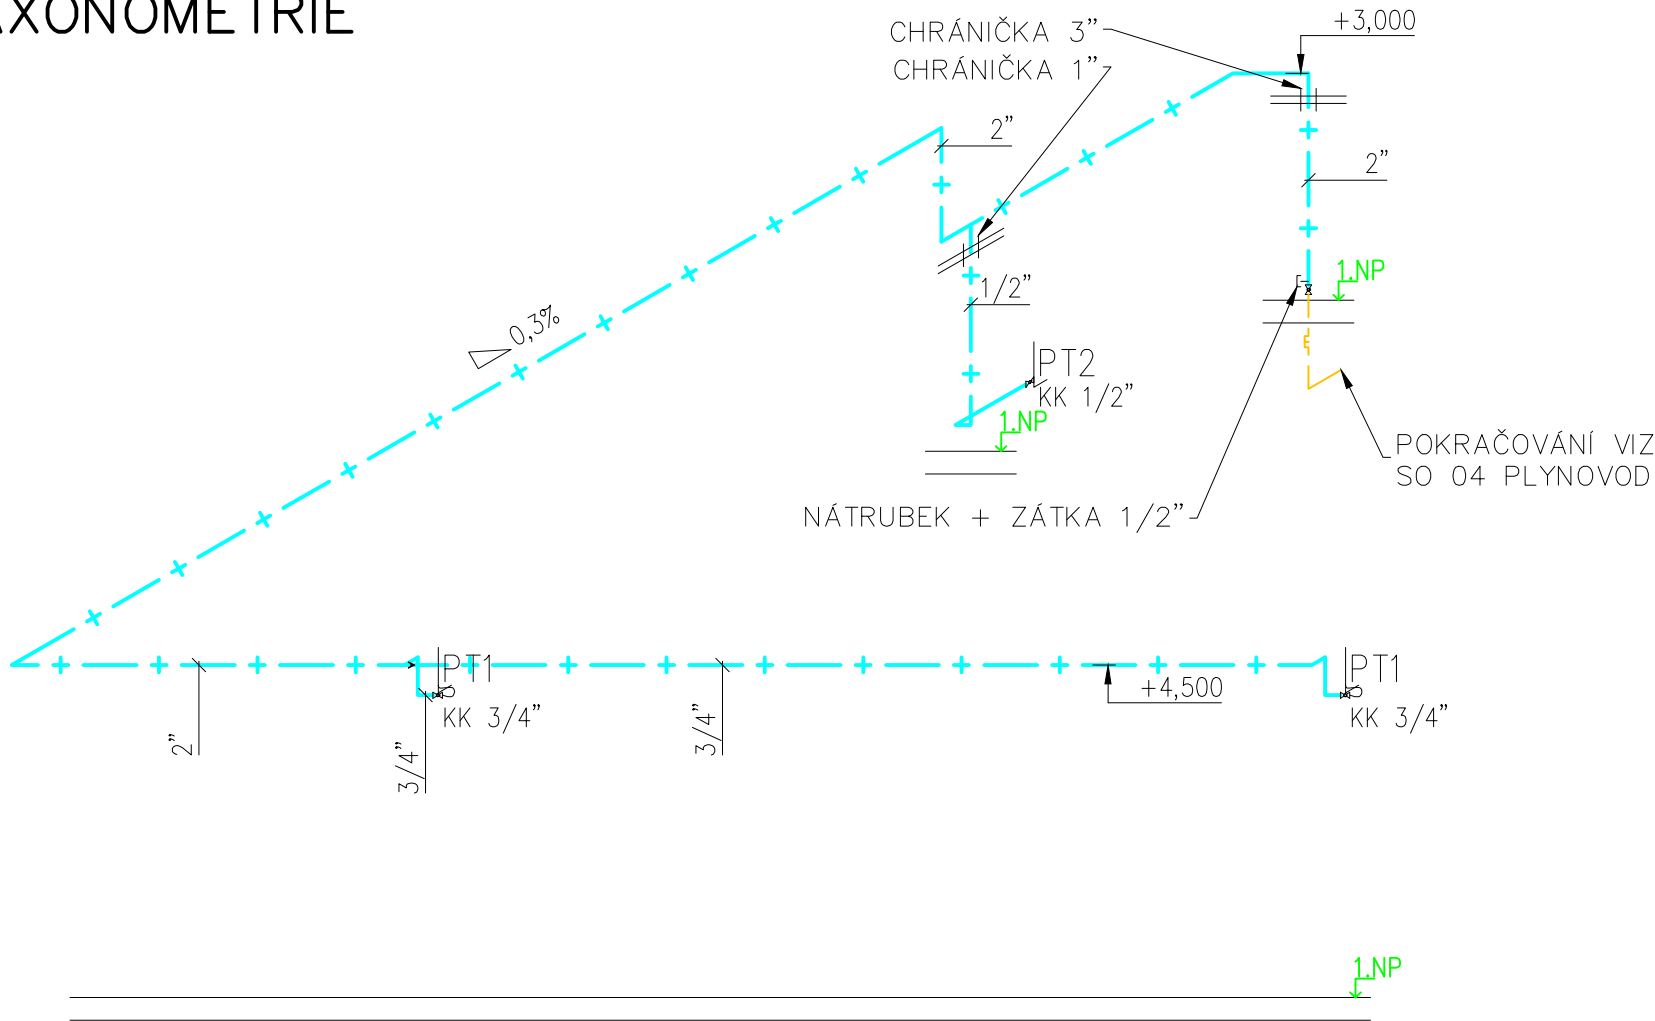 AXONOMETRIE
CHRÁNIČKA 3”
CHRÁNIČKA 1”
+3,000
2”
2”
1/2”
1.NP
0,3%
PT2
KK 1/2”
1.NP
POKRAČOVÁNÍ VIZ
SO 04 PLYNOVOD
NÁTRUBEK + ZÁTKA 1/2”
PT1
KK 3/4”
2”
3/4”
3/4”
+4,500
PT1
KK 3/4”
1.NP